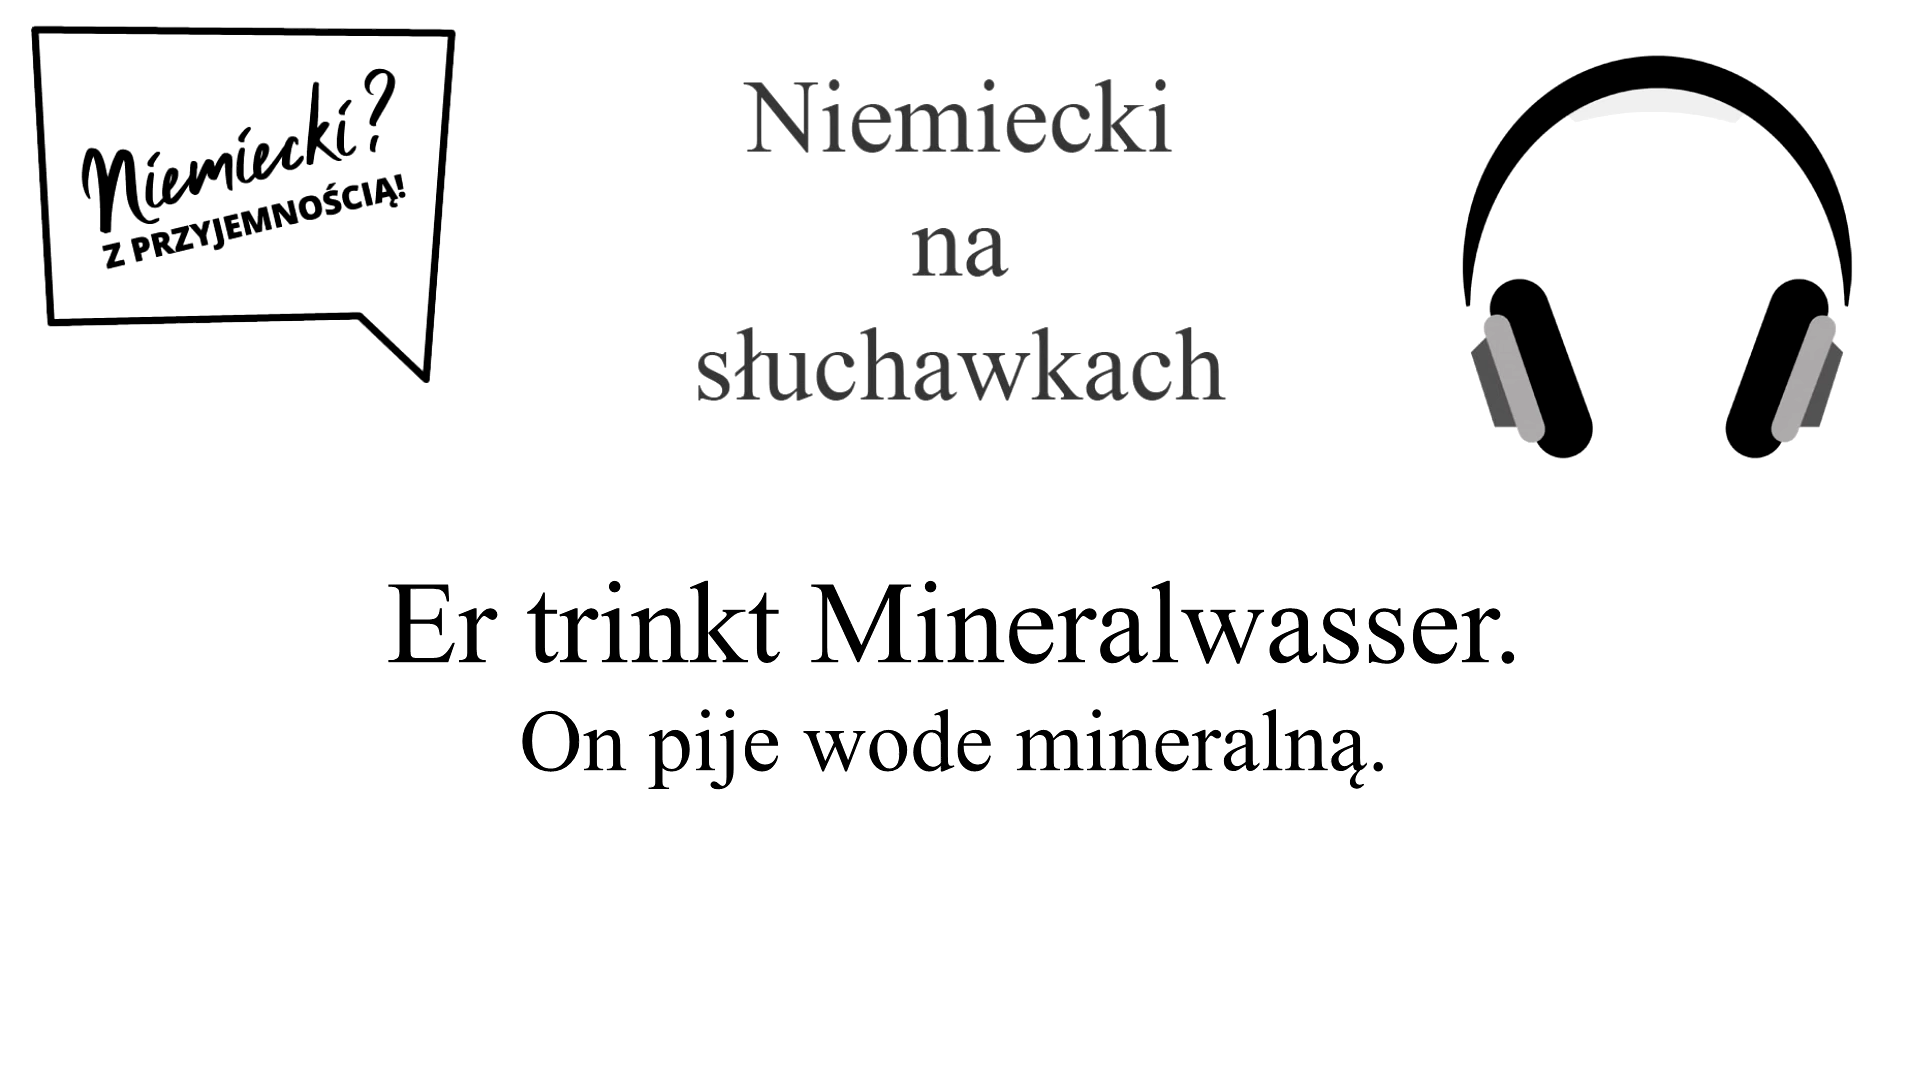 Niemiecki?
Z PRZYJEMNOŚCIĄ!
Niemiecki
na
słuchawkach
Er trinkt Mineralwasser.
On pije wode mineralną.